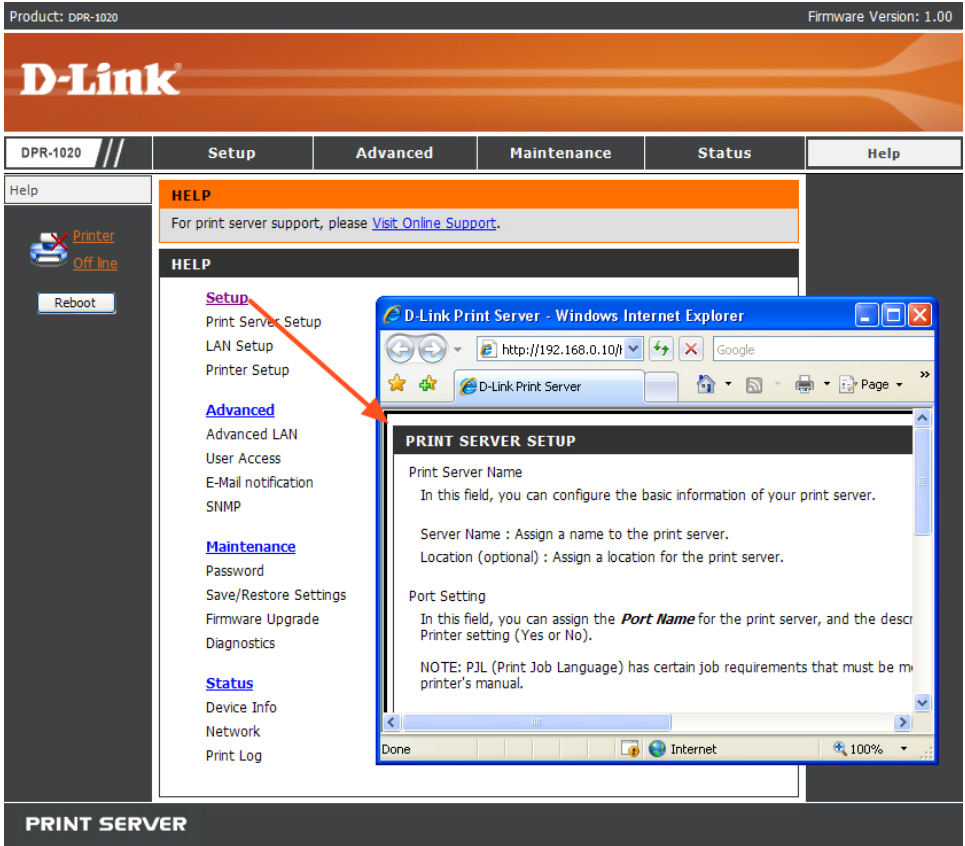 Product: DPR-1020 Firmware Version: 1.00
D-Link
DPR-1020 // Setup Advanced Maintenance Status Help
Help
Printer
Off line
Reboot
HELP
For print server support, please Visit Online Support.
HELP
Setup
Print Server Setup
LAN Setup
Printer Setup
Advanced
Advanced LAN
User Access
E-Mail notification
SNMP
Maintenance
Password
Save/Restore Settings
Firmware Upgrade
Diagnostics
Status
Device Info
Network
Print Log
D-Link Print Server - Windows Internet Explorer
http://192.168.0.10/ Google
D-Link Print Server Page
PRINT SERVER SETUP
Print Server Name
In this field, you can configure the basic information of your print server.
Server Name : Assign a name to the print server.
Location (optional) : Assign a location for the print server.
Port Setting
In this field, you can assign the Port Name for the print server, and the descr
Printer setting (Yes or No).
NOTE: PJL (Print Job Language) has certain job requirements that must be m
printer's manual.
Done Internet 100%
PRINT SERVER